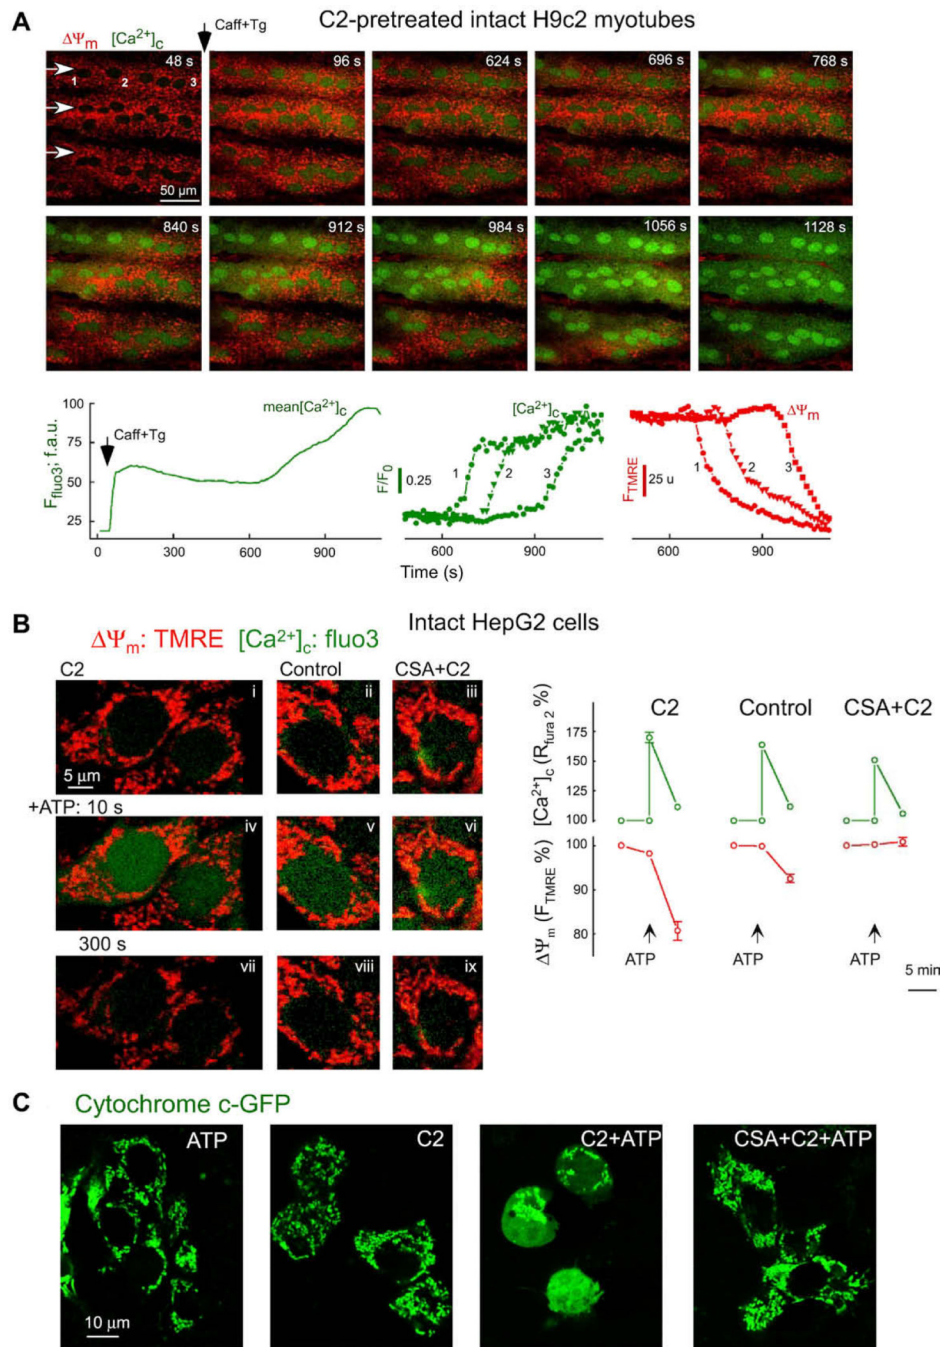 A
C2-pretreated intact H9c2 myotubes
ΔΨm [Ca²⁺]c
Caff+Tg
48 s
1 2 3
50 µm
96 s
624 s
696 s
768 s
840 s
912 s
984 s
1056 s
1128 s
Ffluo3; f.a.u.
100
75
50
25
Caff+Tg
mean[Ca²⁺]c
0 300 600 900
F/F0
0.25
[Ca²⁺]c
1 2 3
600 900
FTMRE
25 u
ΔΨm
1 2 3
600 900
Time (s)
B
Intact HepG2 cells
ΔΨm: TMRE [Ca²⁺]c: fluo3
C2
Control
CSA+C2
i
ii
iii
5 µm
+ATP: 10 s
iv
v
vi
300 s
vii
viii
ix
[Ca²⁺]c (Rfura 2 %)
175
150
125
100
C2
Control
CSA+C2
ΔΨm (FTMRE %)
100
90
80
ATP
ATP
ATP
5 min
C
Cytochrome c-GFP
ATP
C2
C2+ATP
CSA+C2+ATP
10 µm